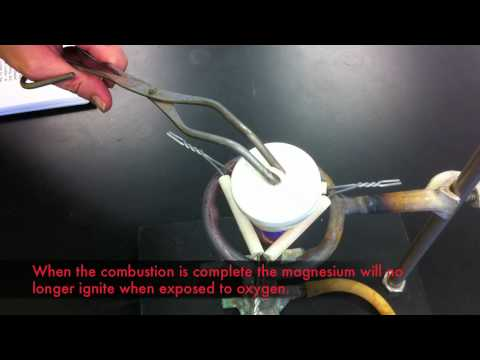 When the combustion is complete the magnesium will no
longer ignite when exposed to oxygen.